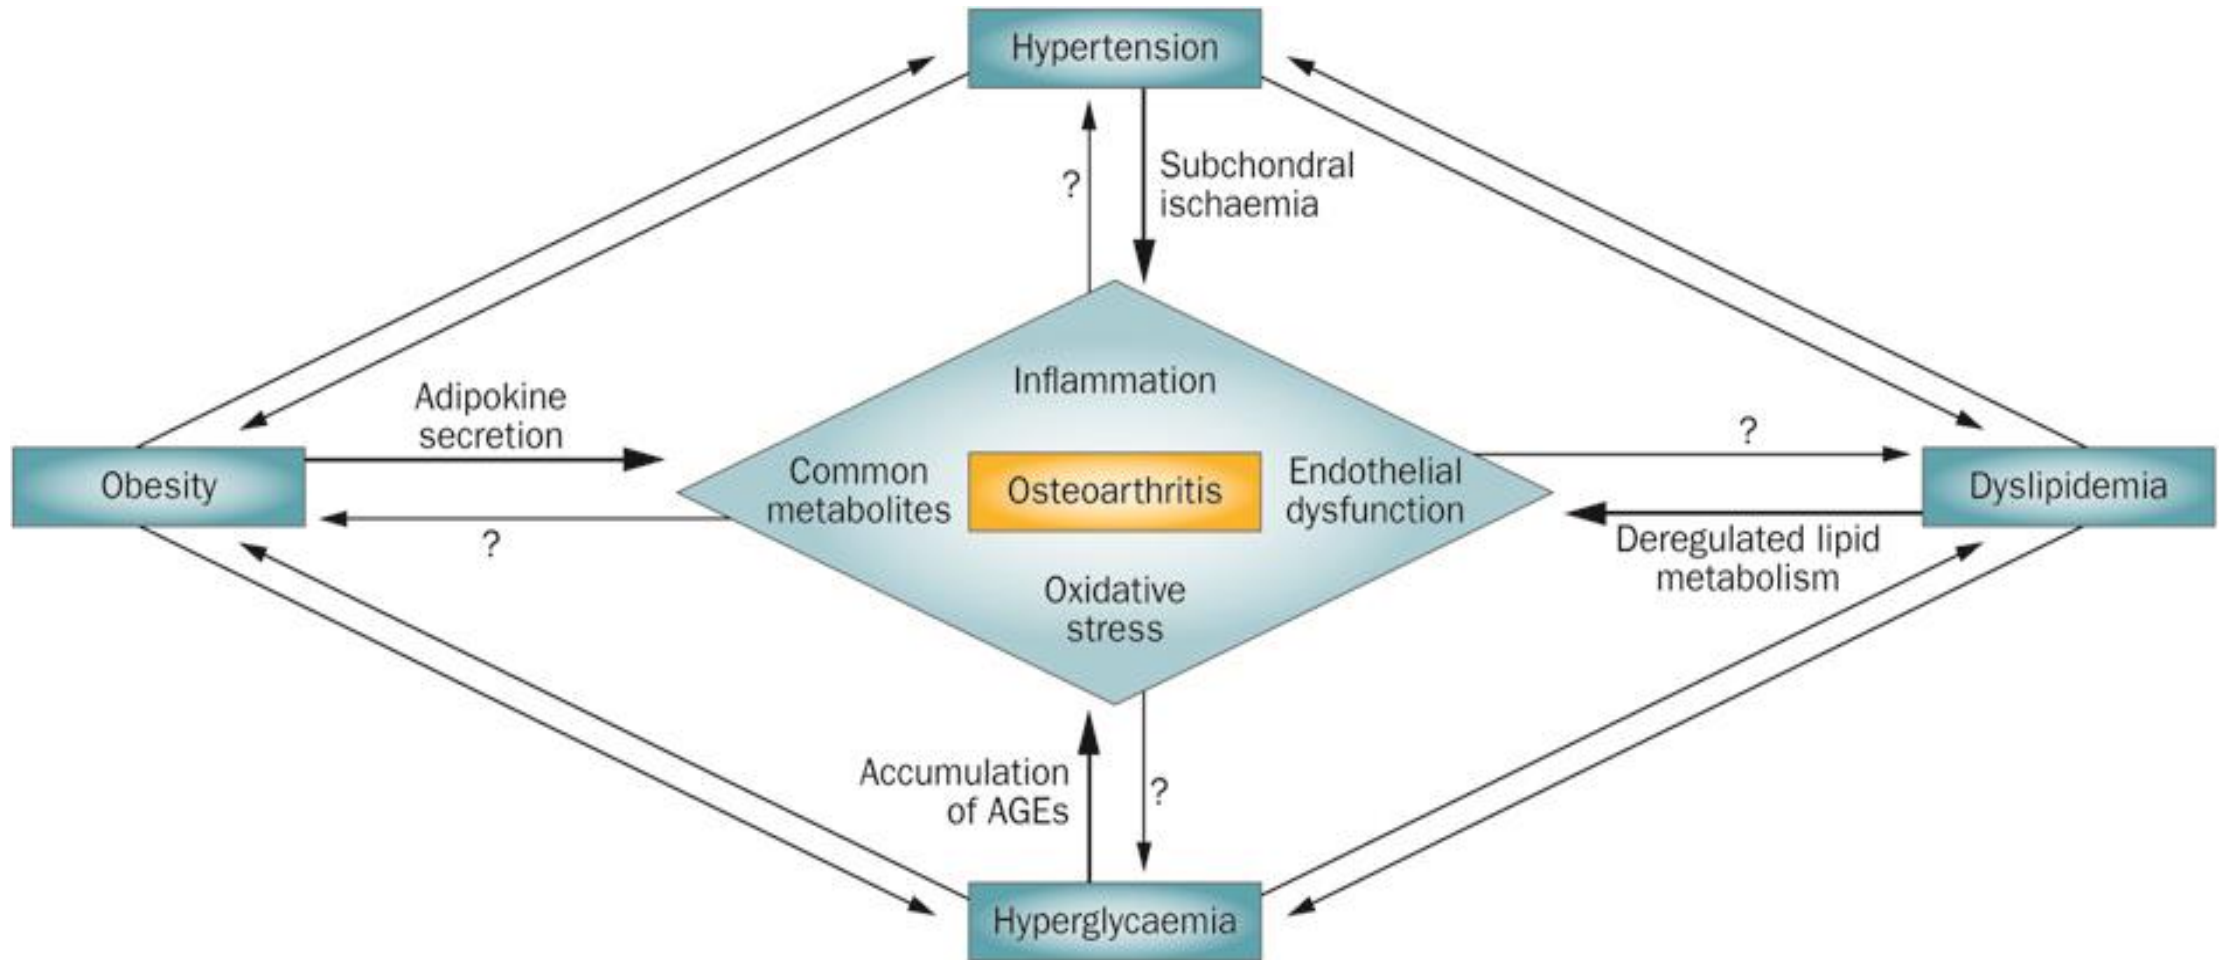 Hypertension
?
Subchondral
ischaemia
Inflammation
Adipokine
secretion
?
Obesity
Common
metabolites
Osteoarthritis
Endothelial
dysfunction
Dyslipidemia
?
Deregulated lipid
metabolism
Oxidative
stress
Accumulation
of AGEs
?
Hyperglycaemia